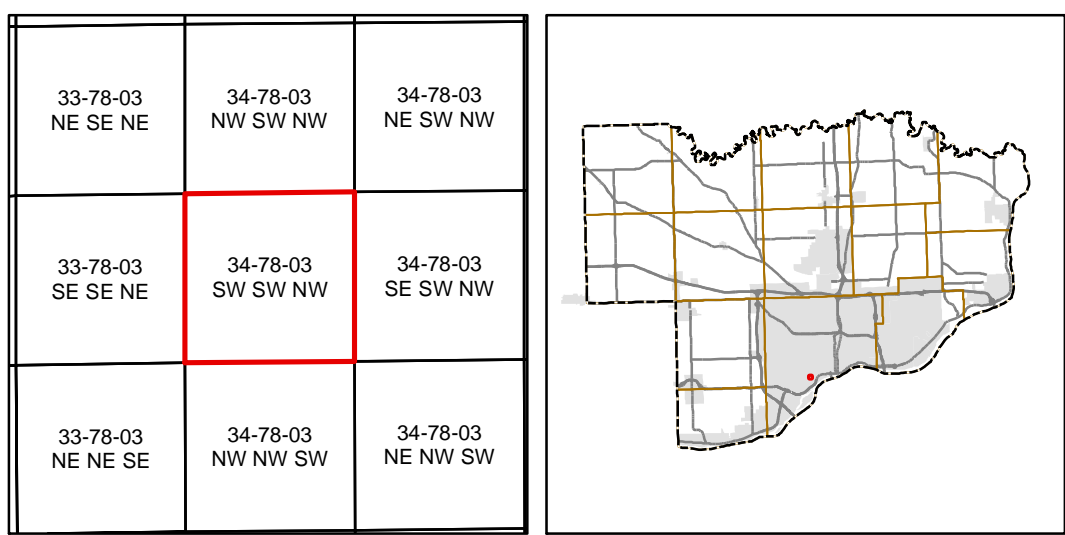 33-78-03
NE SE NE
34-78-03
NW SW NW
34-78-03
NE SW NW
33-78-03
SE SE NE
34-78-03
SW SW NW
34-78-03
SE SW NW
33-78-03
NE NE SE
34-78-03
NW NW SW
34-78-03
NE NW SW